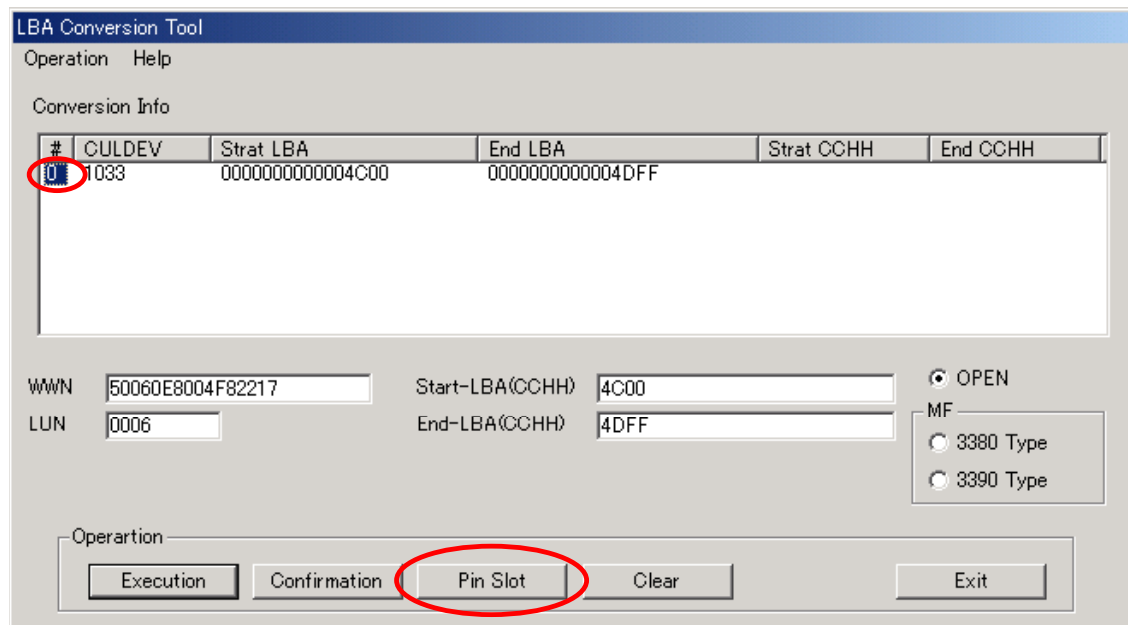 LBA Conversion Tool
Operation Help
Conversion Info
# CULDEV Strat LBA End LBA Strat CCHH End CCHH
0 1033 0000000000004C00 0000000000004DFF
WWN 50060E8004F82217 Start-LBA(CCHH) 4C00 OPEN
LUN 0006 End-LBA(CCHH) 4DFF MF
3380 Type
3390 Type
Operartion
Execution Confirmation Pin Slot Clear Exit